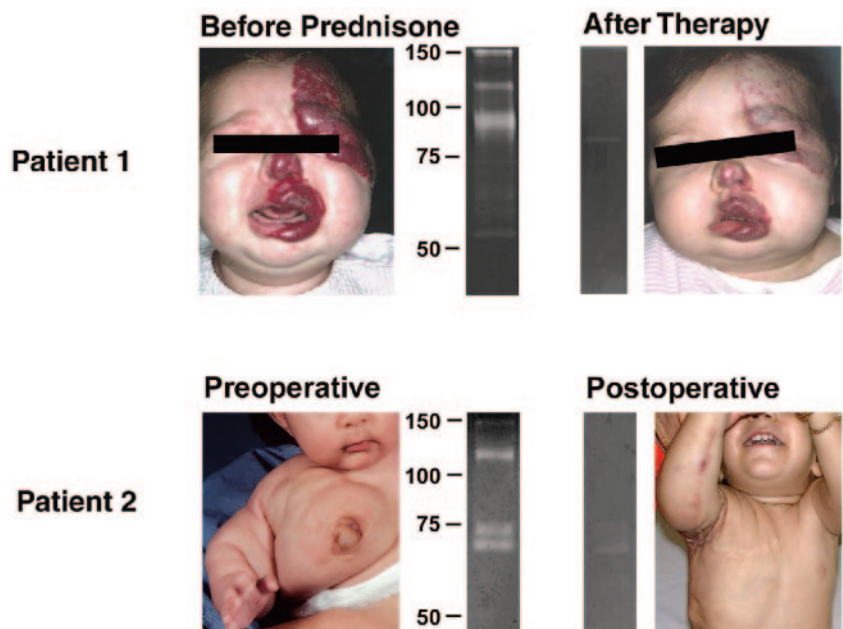 Before Prednisone
After Therapy
Patient 1
150
100
75
50
Preoperative
Postoperative
Patient 2
150
100
75
50